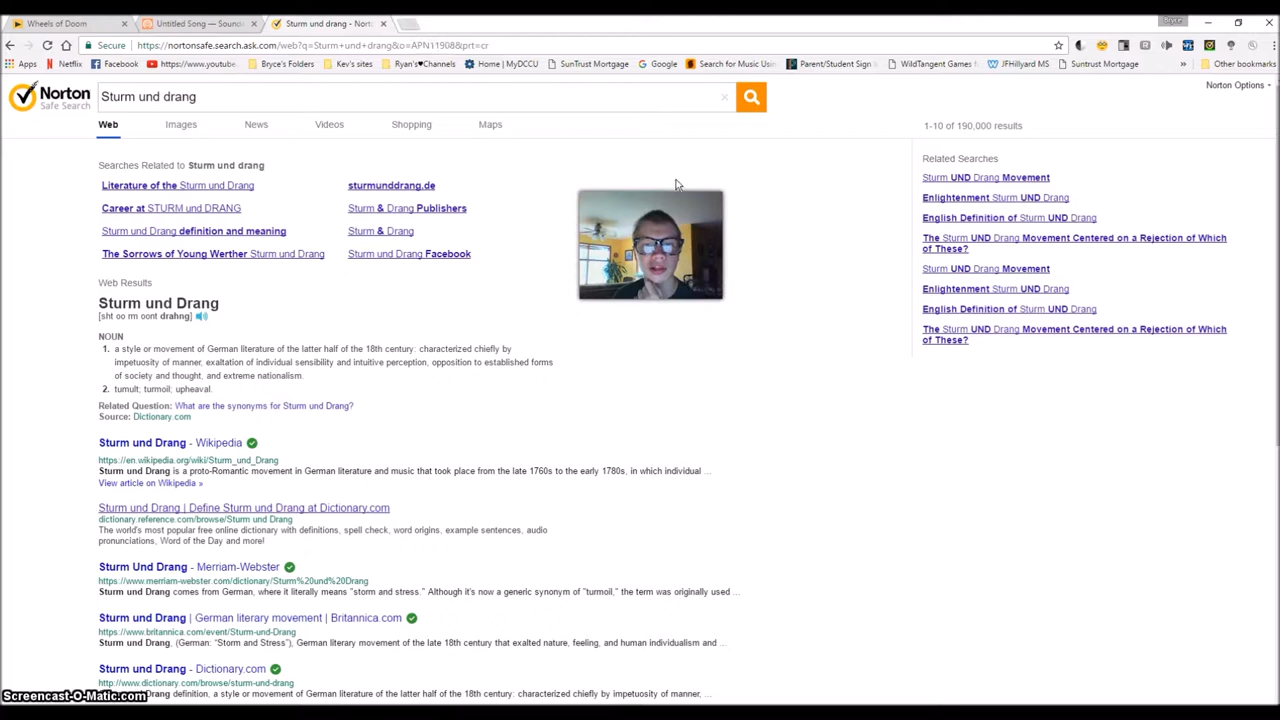 Wheels of Doom
Untitled Song — Sounda
Sturm und drang - Nort
Bryce
Secure
https://nortonsafe.search.ask.com/web?q=Sturm+und+drang&o=APN11908&prt=cr
Apps
Netflix
Facebook
https://www.youtube.
Bryce's Folders
Kev's sites
Ryan's♥Channels
Home | MyDCCU
SunTrust Mortgage
Google
Search for Music Using
Parent/Student Sign I
WildTangent Games f
JFHillyard MS
Suntrust Mortgage
»
Other bookmarks
Norton
Safe Search
Sturm und drang
Norton Options
Web
Images
News
Videos
Shopping
Maps
1-10 of 190,000 results
Searches Related to Sturm und drang
Literature of the Sturm und Drang
sturmunddrang.de
Career at STURM und DRANG
Sturm & Drang Publishers
Sturm und Drang definition and meaning
Sturm & Drang
The Sorrows of Young Werther Sturm und Drang
Sturm und Drang Facebook
Web Results
Sturm und Drang
[sht oo rm oont drahng]
NOUN
1. a style or movement of German literature of the latter half of the 18th century: characterized chiefly by
impetuosity of manner, exaltation of individual sensibility and intuitive perception, opposition to established forms
of society and thought, and extreme nationalism.
2. tumult; turmoil; upheaval.
Related Question: What are the synonyms for Sturm und Drang?
Source: Dictionary.com
Sturm und Drang - Wikipedia
https://en.wikipedia.org/wiki/Sturm_und_Drang
Sturm und Drang is a proto-Romantic movement in German literature and music that took place from the late 1760s to the early 1780s, in which individual ...
View article on Wikipedia »
Sturm und Drang | Define Sturm und Drang at Dictionary.com
dictionary.reference.com/browse/Sturm und Drang
The world's most popular free online dictionary with definitions, spell check, word origins, example sentences, audio
pronunciations, Word of the Day and more!
Sturm Und Drang - Merriam-Webster
https://www.merriam-webster.com/dictionary/Sturm%20und%20Drang
Sturm und Drang comes from German, where it literally means "storm and stress." Although it's now a generic synonym of "turmoil," the term was originally used ...
Sturm und Drang | German literary movement | Britannica.com
https://www.britannica.com/event/Sturm-und-Drang
Sturm und Drang, (German: “Storm and Stress”), German literary movement of the late 18th century that exalted nature, feeling, and human individualism and ...
Sturm und Drang - Dictionary.com
http://www.dictionary.com/browse/sturm-und-drang
Drang definition, a style or movement of German literature of the latter half of the 18th century: characterized chiefly by impetuosity of manner, ...
Related Searches
Sturm UND Drang Movement
Enlightenment Sturm UND Drang
English Definition of Sturm UND Drang
The Sturm UND Drang Movement Centered on a Rejection of Which
of These?
Sturm UND Drang Movement
Enlightenment Sturm UND Drang
English Definition of Sturm UND Drang
The Sturm UND Drang Movement Centered on a Rejection of Which
of These?
Screencast-O-Matic.com